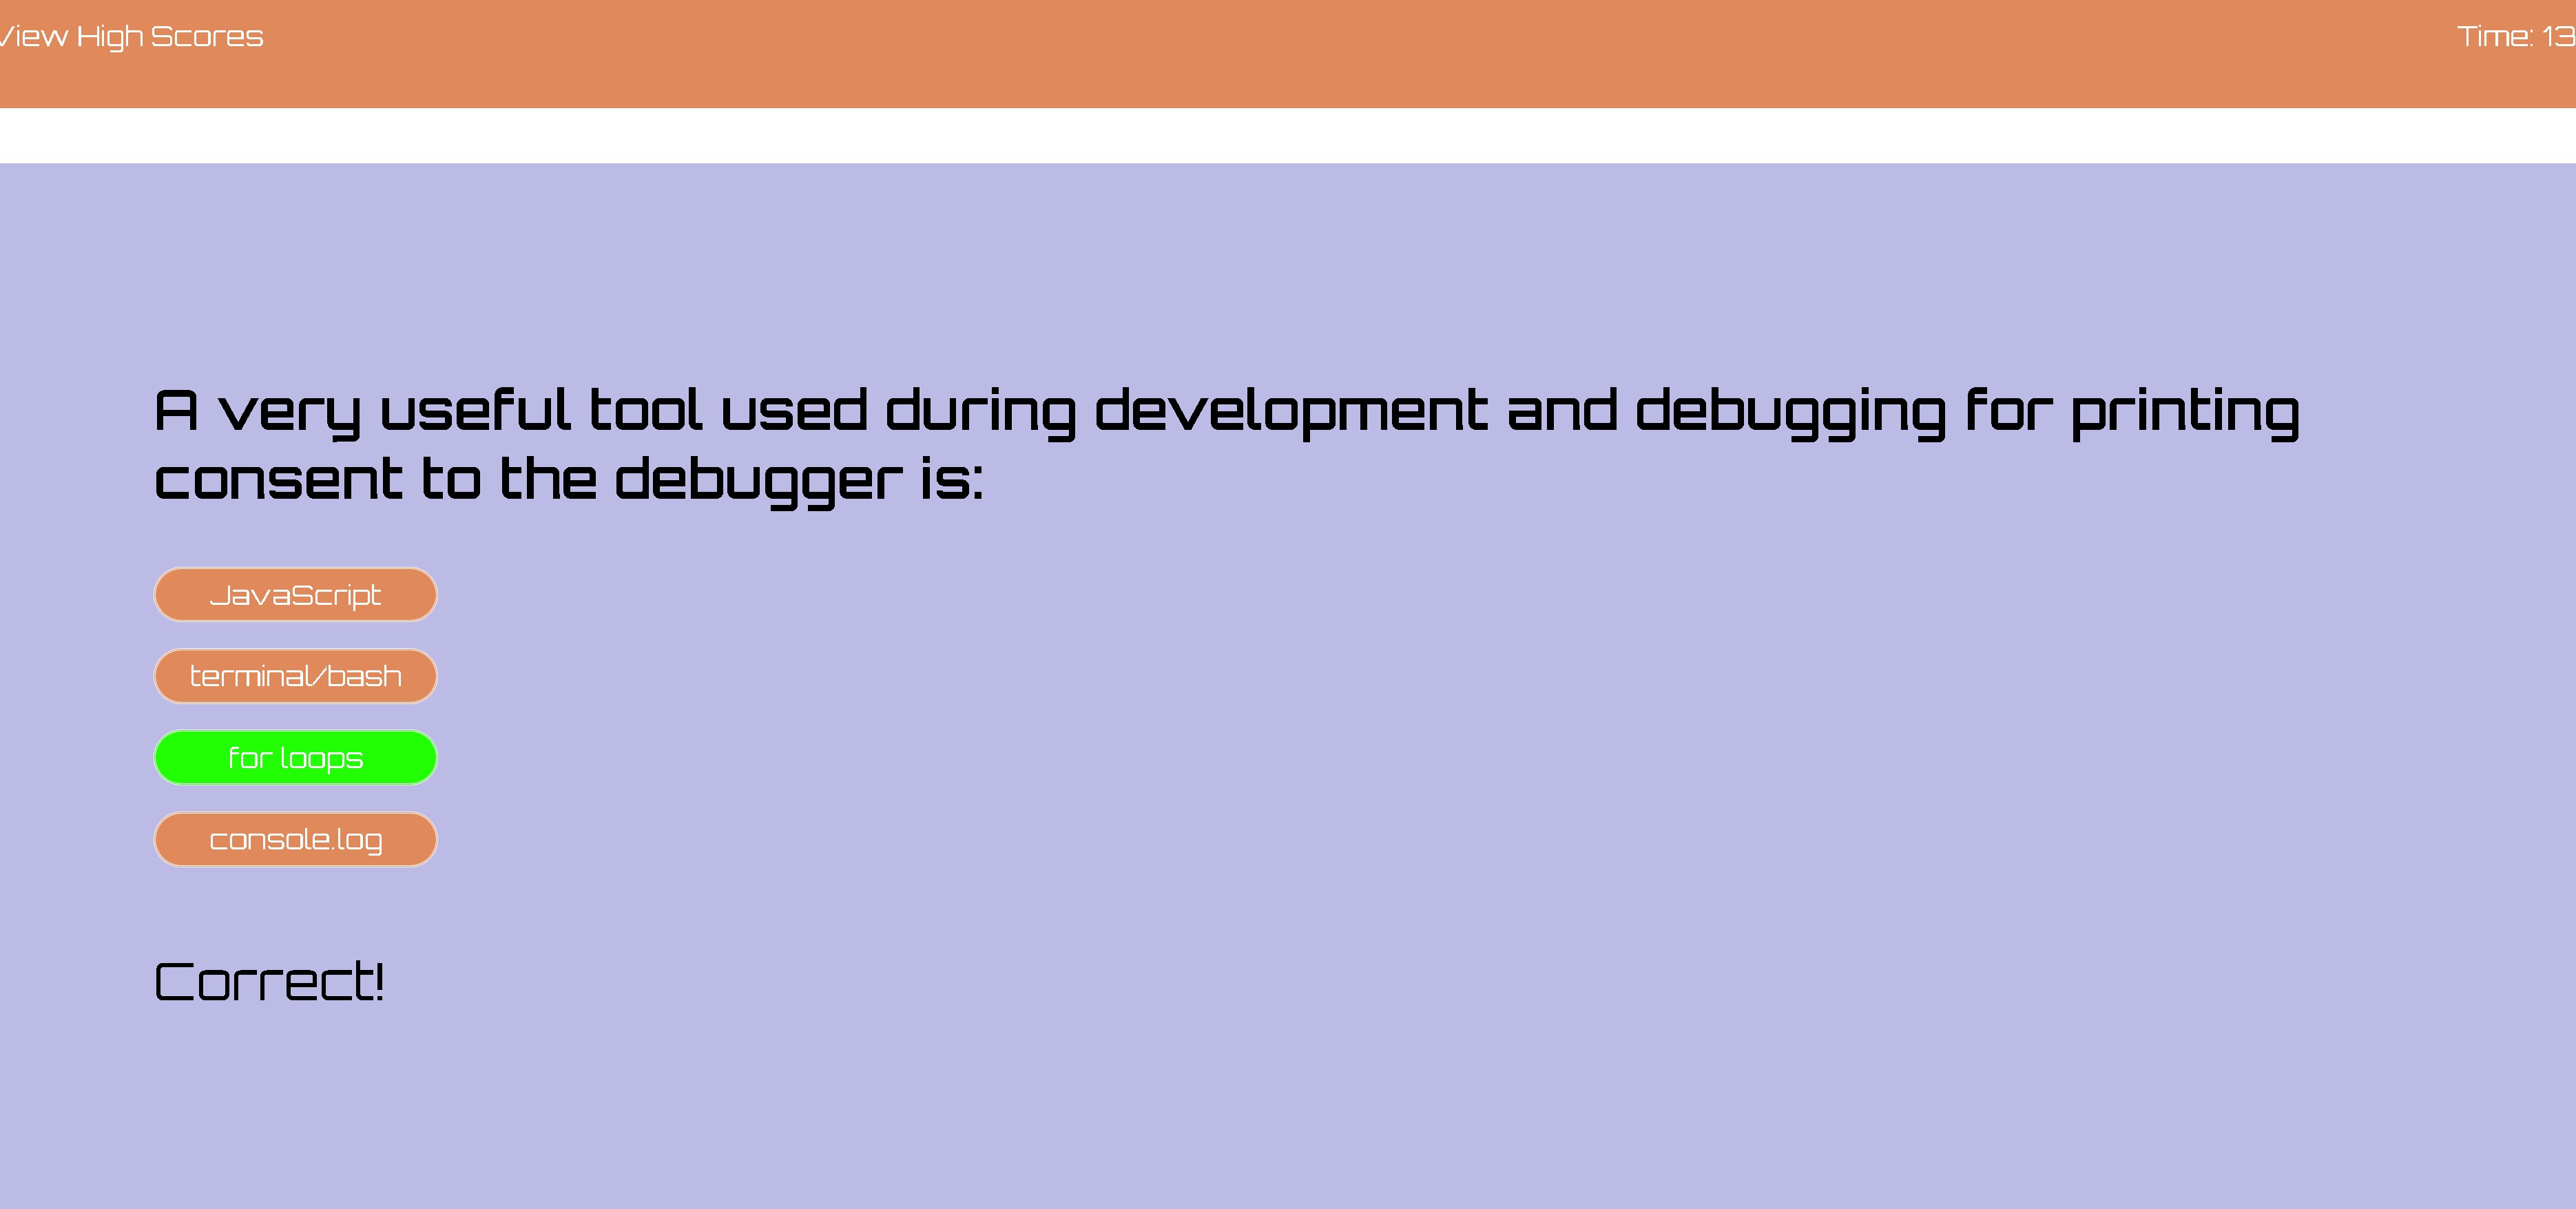 View High Scores
Time: 13
A very useful tool used during development and debugging for printing
consent to the debugger is:
JavaScript
terminal/bash
for loops
console.log
Correct!